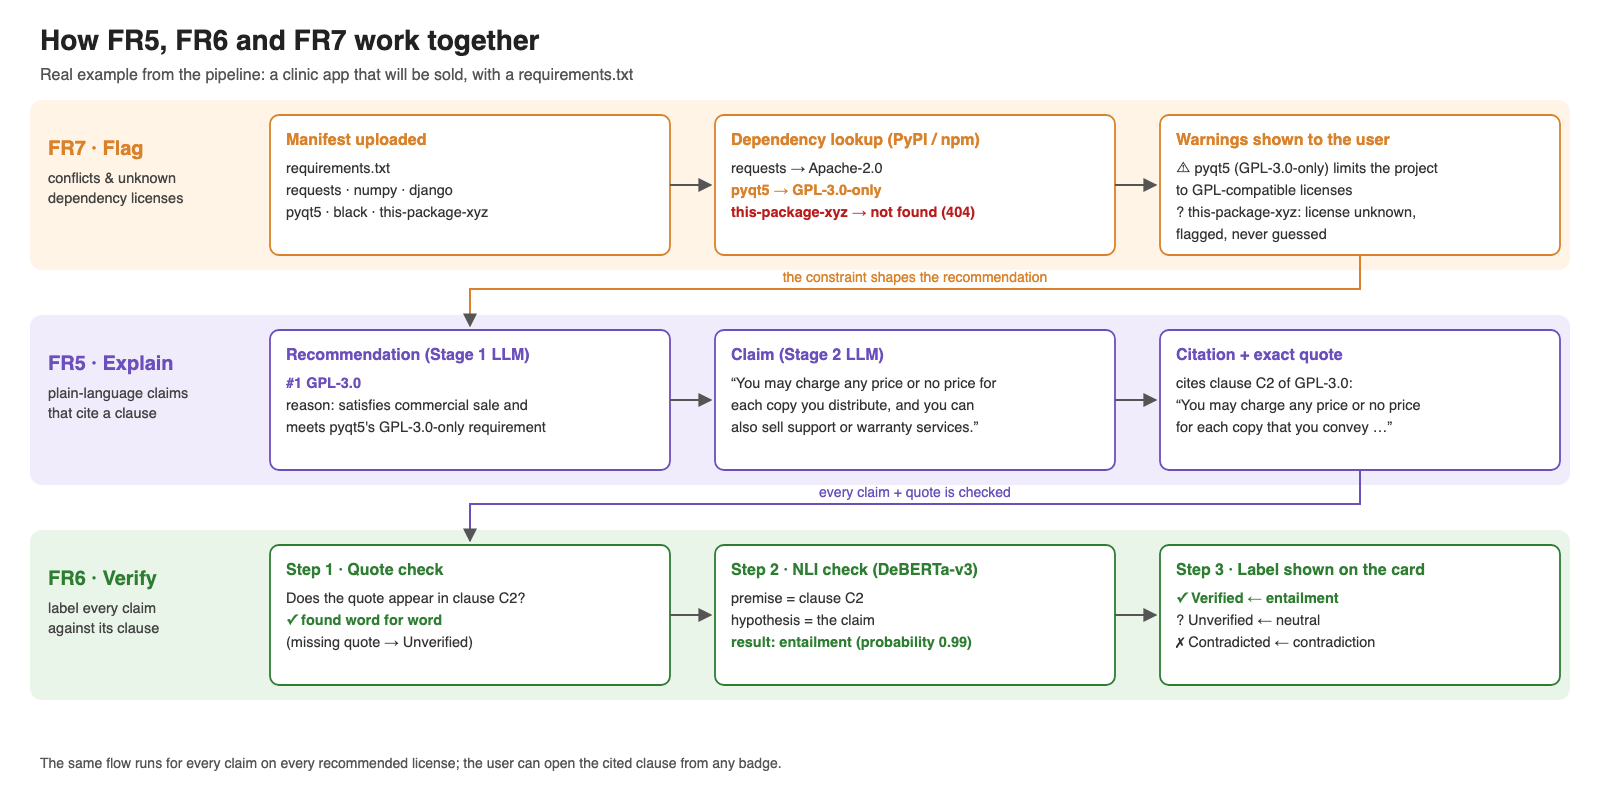 How FR5, FR6 and FR7 work together
Real example from the pipeline: a clinic app that will be sold, with a requirements.txt
FR7 · Flag
conflicts & unknown
dependency licenses
Manifest uploaded
requirements.txt
requests · numpy · django
pyqt5 · black · this-package-xyz
Dependency lookup (PyPI / npm)
requests → Apache-2.0
pyqt5 → GPL-3.0-only
this-package-xyz → not found (404)
Warnings shown to the user
⚠ pyqt5 (GPL-3.0-only) limits the project
to GPL-compatible licenses
? this-package-xyz: license unknown,
flagged, never guessed
the constraint shapes the recommendation
FR5 · Explain
plain-language claims
that cite a clause
Recommendation (Stage 1 LLM)
#1 GPL-3.0
reason: satisfies commercial sale and
meets pyqt5's GPL-3.0-only requirement
Claim (Stage 2 LLM)
“You may charge any price or no price for
each copy you distribute, and you can
also sell support or warranty services.”
Citation + exact quote
cites clause C2 of GPL-3.0:
“You may charge any price or no price
for each copy that you convey …”
every claim + quote is checked
FR6 · Verify
label every claim
against its clause
Step 1 · Quote check
Does the quote appear in clause C2?
✓ found word for word
(missing quote → Unverified)
Step 2 · NLI check (DeBERTa-v3)
premise = clause C2
hypothesis = the claim
result: entailment (probability 0.99)
Step 3 · Label shown on the card
✓ Verified ← entailment
? Unverified ← neutral
✗ Contradicted ← contradiction
The same flow runs for every claim on every recommended license; the user can open the cited clause from any badge.